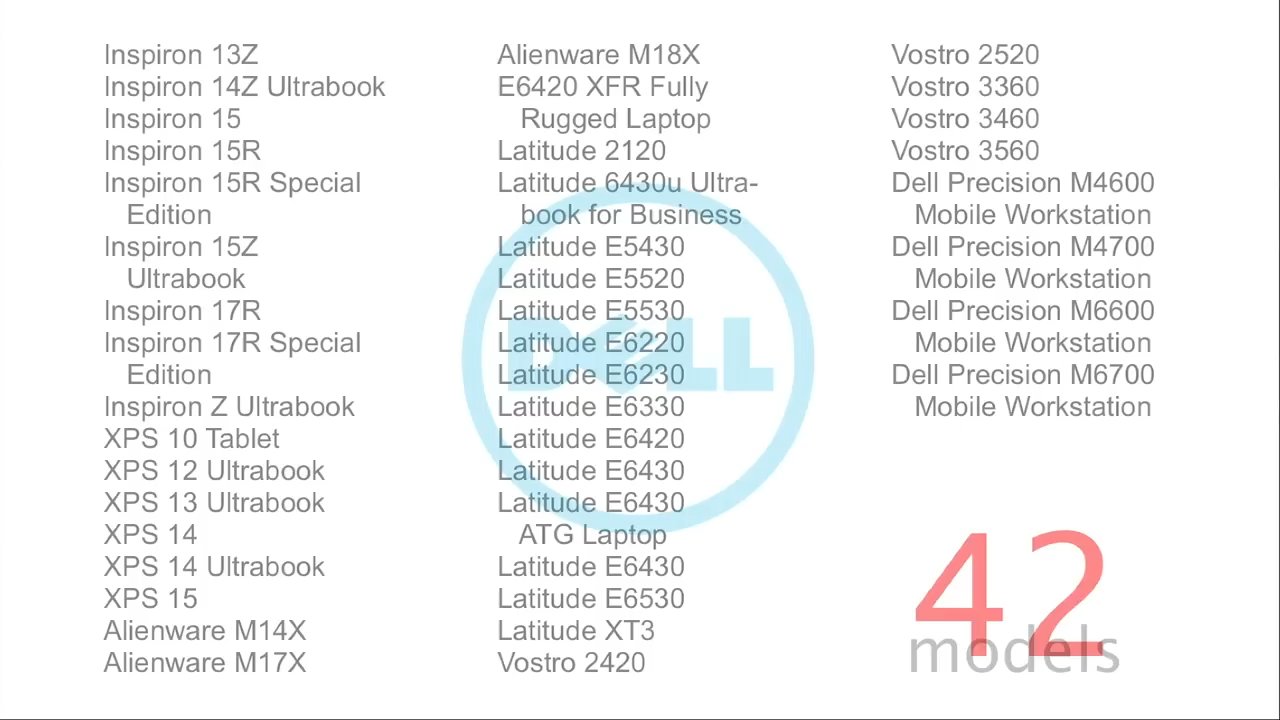 Inspiron 13Z
Inspiron 14Z Ultrabook
Inspiron 15
Inspiron 15R
Inspiron 15R Special
Edition
Inspiron 15Z
Ultrabook
Inspiron 17R
Inspiron 17R Special
Edition
Inspiron Z Ultrabook
XPS 10 Tablet
XPS 12 Ultrabook
XPS 13 Ultrabook
XPS 14
XPS 14 Ultrabook
XPS 15
Alienware M14X
Alienware M17X
Alienware M18X
E6420 XFR Fully
Rugged Laptop
Latitude 2120
Latitude 6430u Ultra-
book for Business
Latitude E5430
Latitude E5520
Latitude E5530
Latitude E6220
Latitude E6230
Latitude E6330
Latitude E6420
Latitude E6430
Latitude E6430
ATG Laptop
Latitude E6430
Latitude E6530
Latitude XT3
Vostro 2420
Vostro 2520
Vostro 3360
Vostro 3460
Vostro 3560
Dell Precision M4600
Mobile Workstation
Dell Precision M4700
Mobile Workstation
Dell Precision M6600
Mobile Workstation
Dell Precision M6700
Mobile Workstation
DELL
42
models